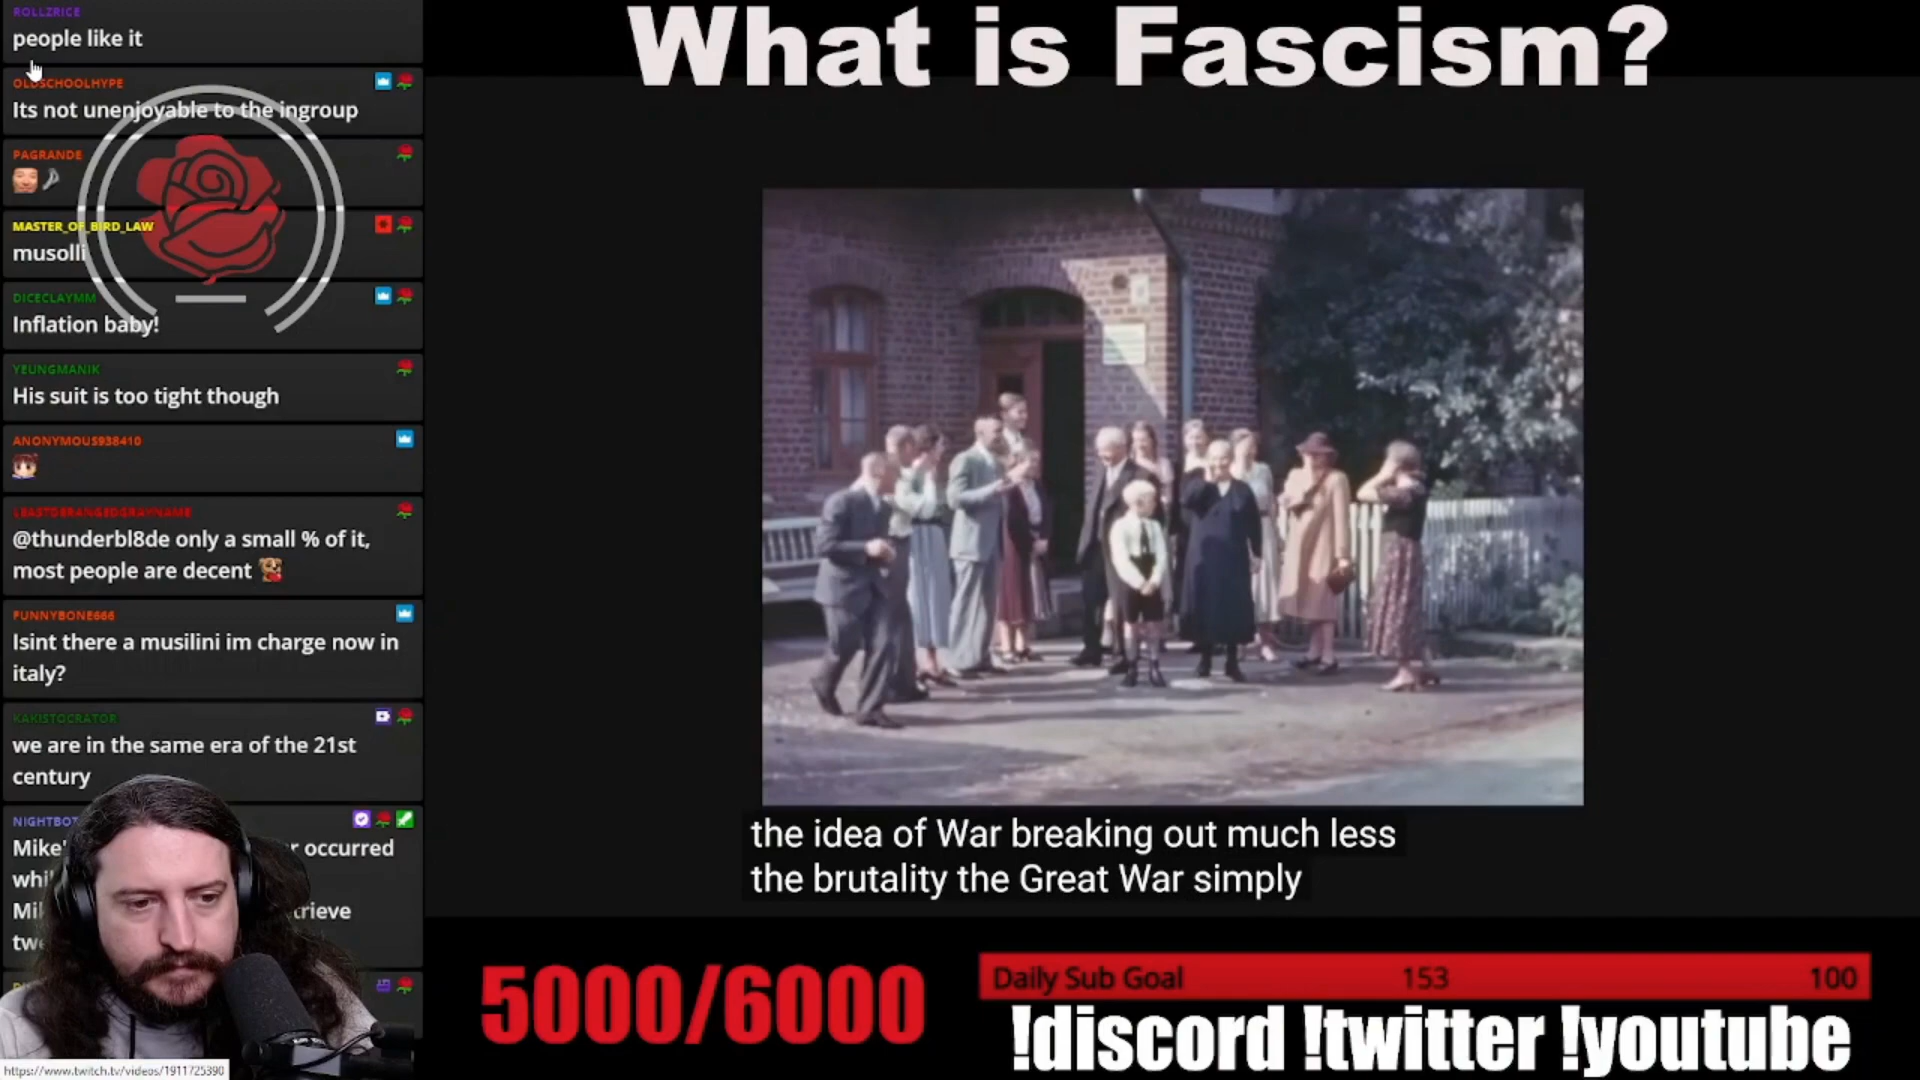 ROLLZRICE
people like it
OLDSCHOOLHYPE
Its not unenjoyable to the ingroup
PAGRANDE
MASTER_OF_BIRD_LAW
musolli
DICECLAYMM
Inflation baby!
YEUNGMANIK
His suit is too tight though
ANONYMOUS938410
LEASTDERANGEDGRAYNAME
@thunderbl8de only a small % of it,
most people are decent
FUNNYBONE666
Isint there a musilini im charge now in
italy?
KAKISTOCRATOR
we are in the same era of the 21st
century
NIGHTBOT
occurred
What is Fascism?
the idea of War breaking out much less
the brutality the Great War simply
5000/6000
Daily Sub Goal 153 100
!discord !twitter !youtube
https://www.twitch.tv/videos/1911725390